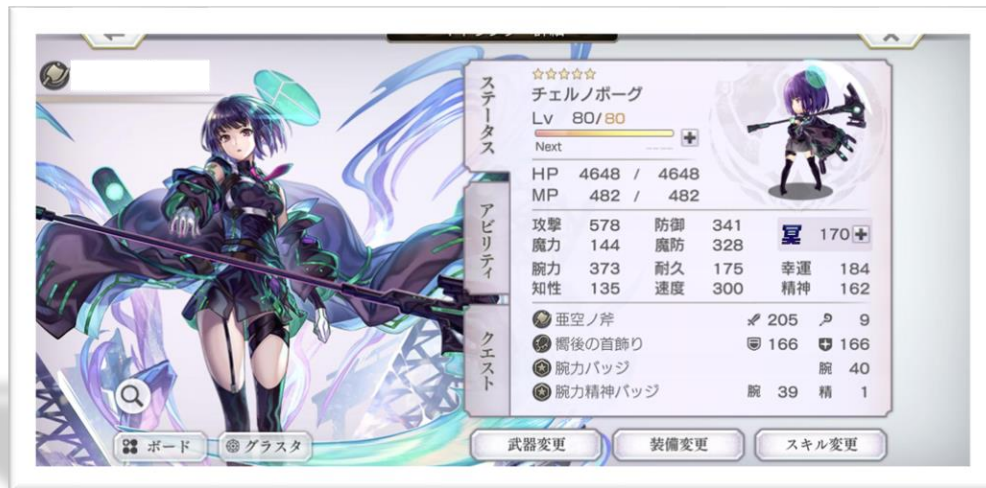 ステータス
アビリティ
クエスト
☆☆☆☆☆
チェルノボーグ
Lv 80/80
Next
HP 4648 / 4648
MP 482 / 482
攻撃 578 防御 341 冥 170
魔力 144 魔防 328
腕力 373 耐久 175 幸運 184
知性 135 速度 300 精神 162
亜空ノ斧 205 9
嚮後の首飾り 166 166
腕力バッジ 腕 40
腕力精神バッジ 腕 39 精 1
ボード グラスタ 武器変更 装備変更 スキル変更